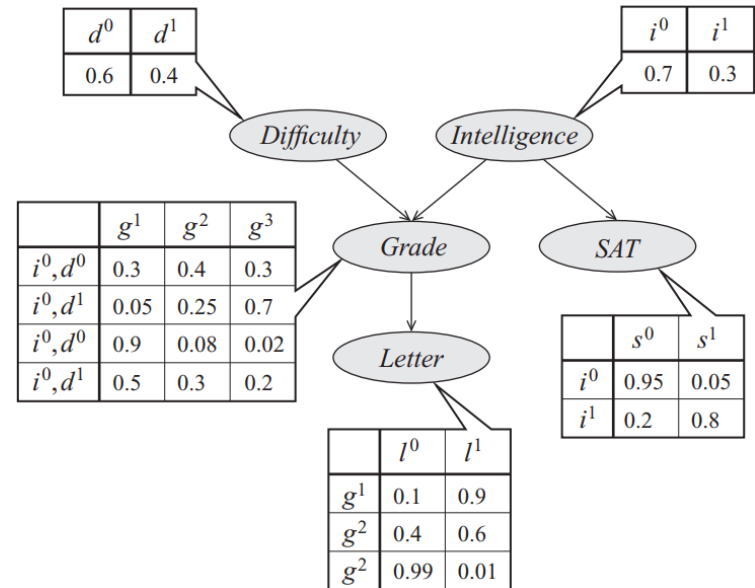 d⁰ d¹
0.6 0.4
i⁰ i¹
0.7 0.3
Difficulty
Intelligence
g¹ g² g³
i⁰,d⁰ 0.3 0.4 0.3
i⁰,d¹ 0.05 0.25 0.7
i⁰,d⁰ 0.9 0.08 0.02
i⁰,d¹ 0.5 0.3 0.2
Grade
SAT
s⁰ s¹
i⁰ 0.95 0.05
i¹ 0.2 0.8
Letter
l⁰ l¹
g¹ 0.1 0.9
g² 0.4 0.6
g² 0.99 0.01